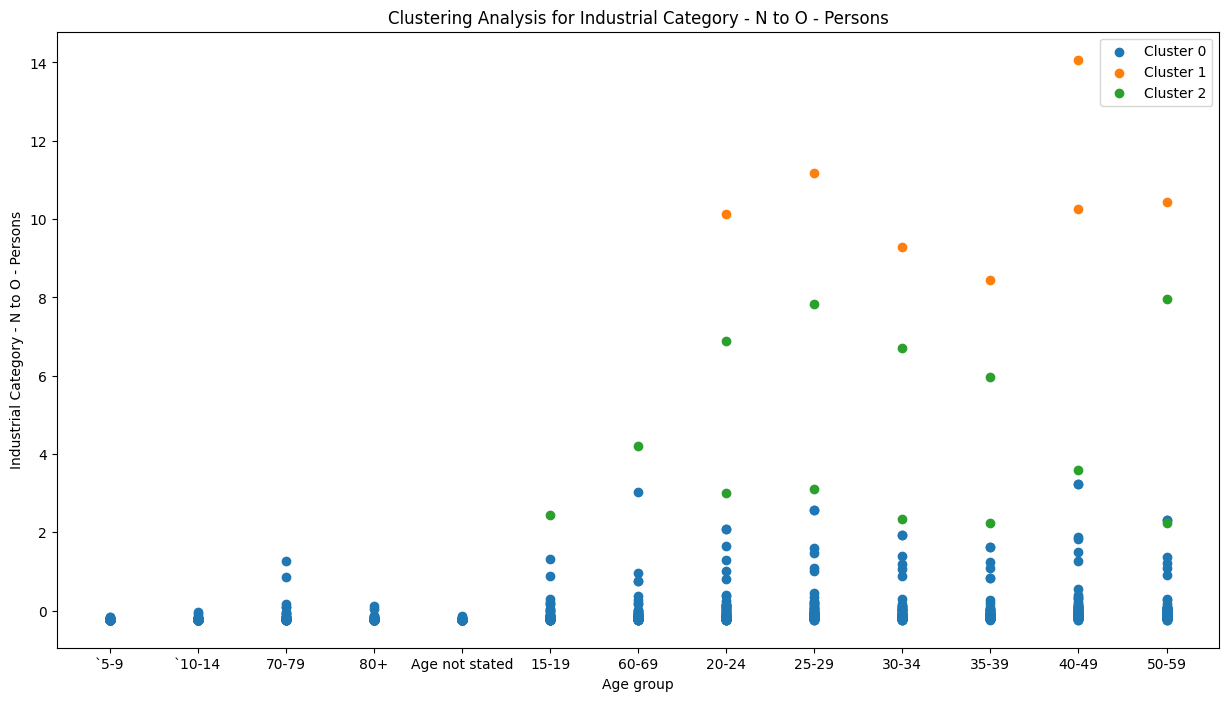 Clustering Analysis for Industrial Category - N to O - Persons
Cluster 0
Cluster 1
Cluster 2
Industrial Category - N to O - Persons
14
12
10
8
6
4
2
0
`5-9
`10-14
70-79
80+
Age not stated
15-19
60-69
20-24
25-29
30-34
35-39
40-49
50-59
Age group